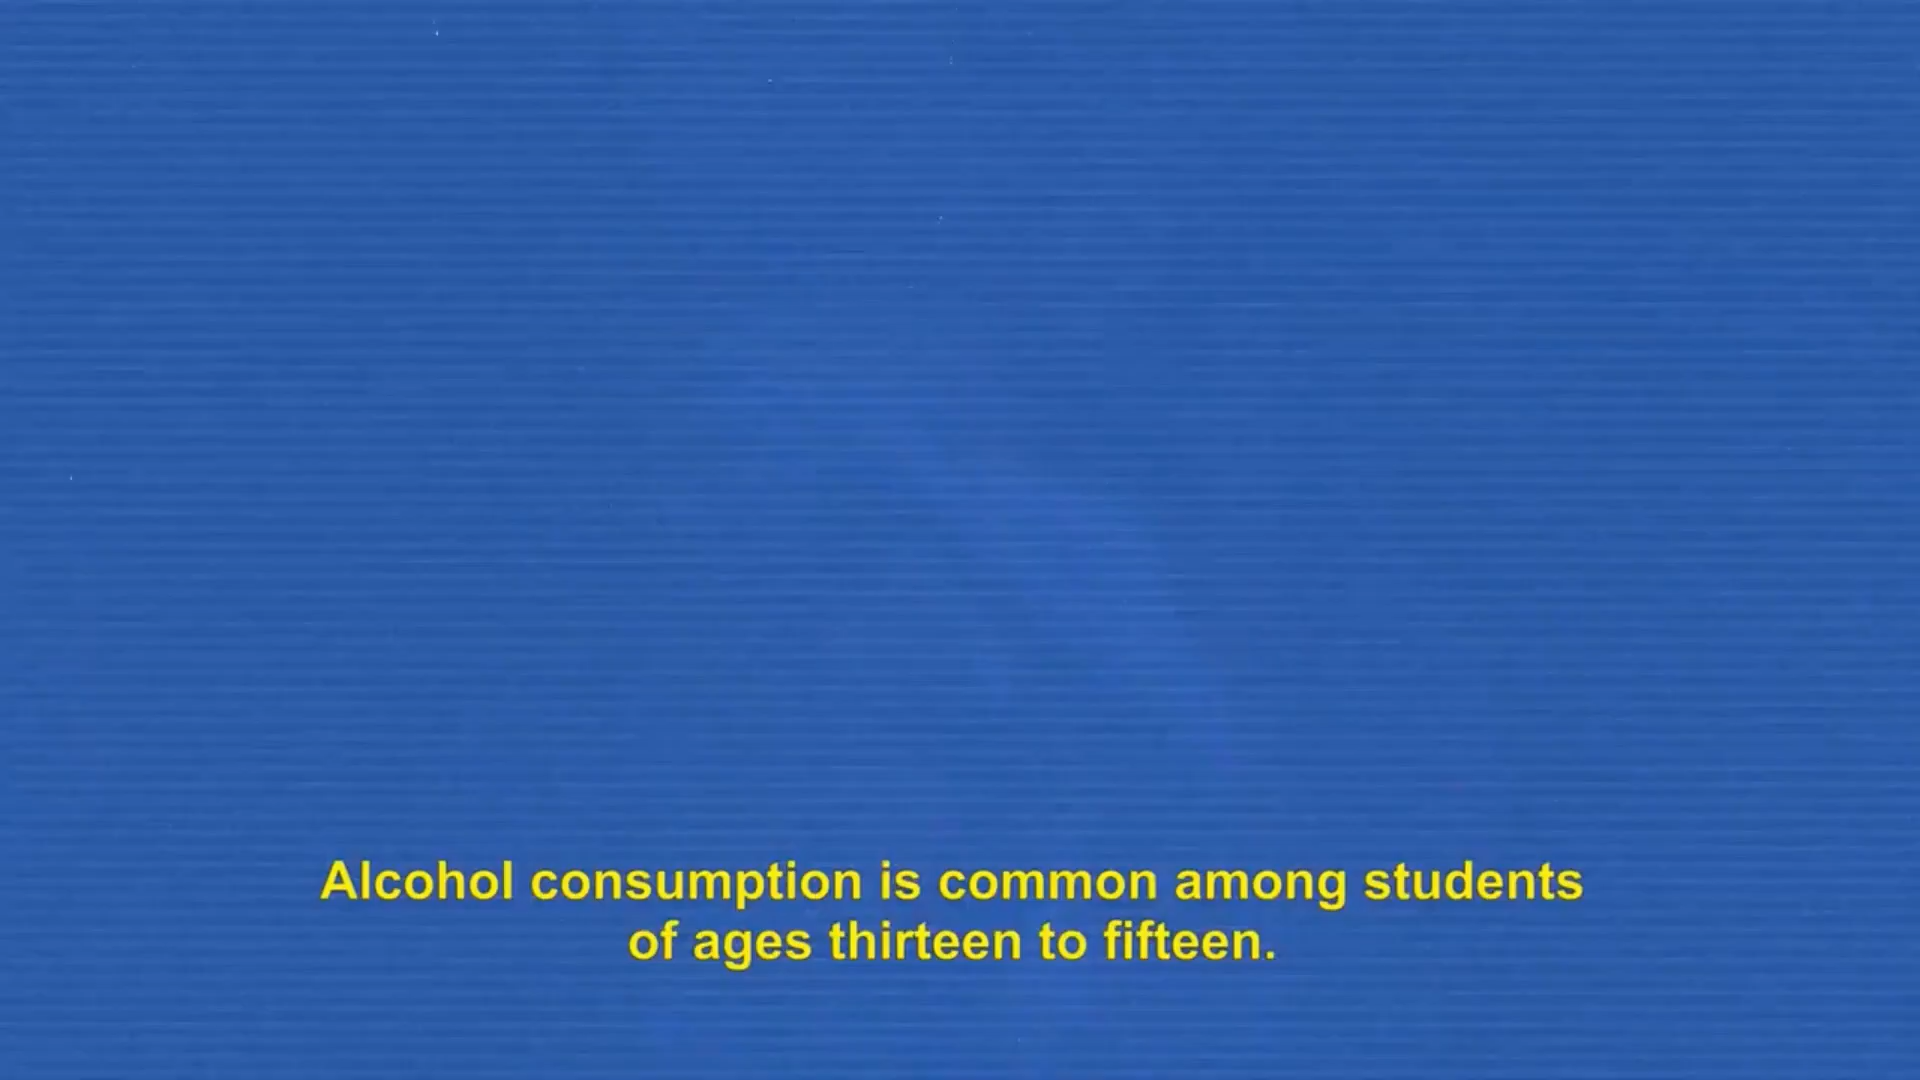 Alcohol consumption is common among students
of ages thirteen to fifteen.